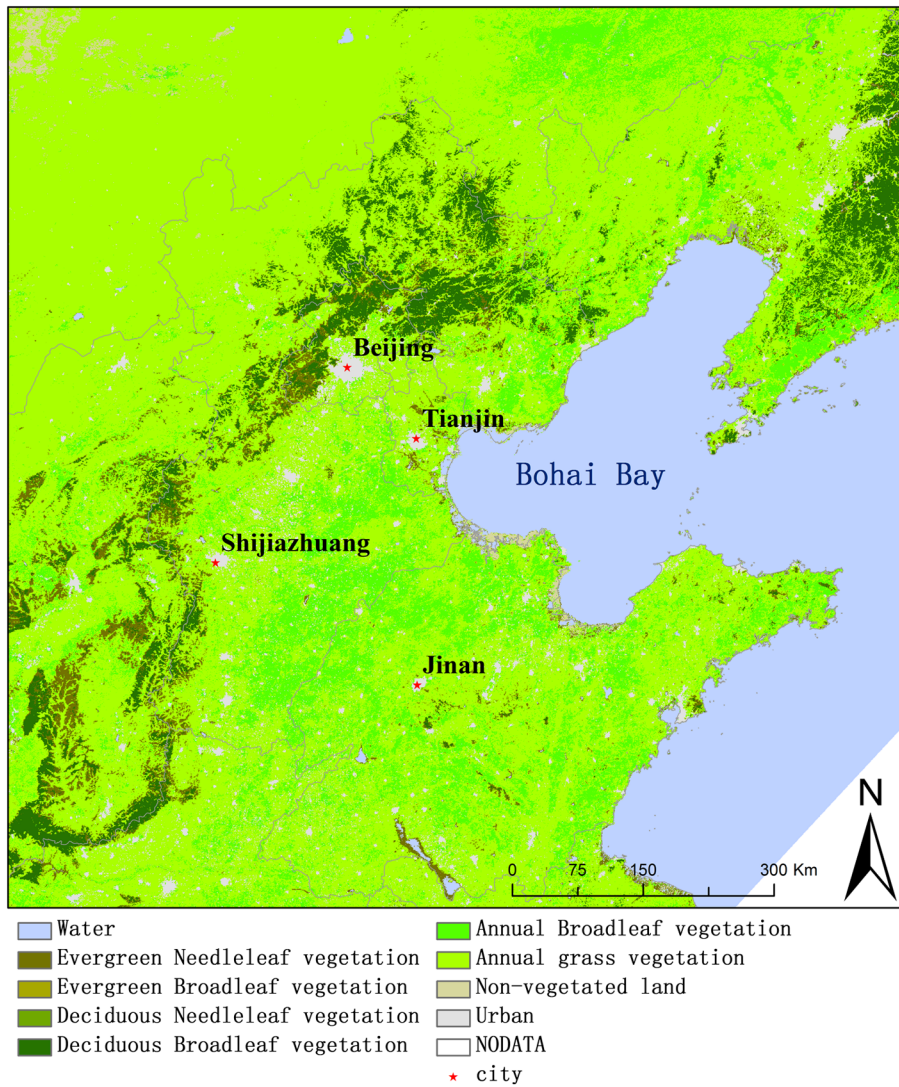 Beijing
Tianjin
Bohai Bay
Shijiazhuang
Jinan
N
0 75 150 300 Km
Water
Evergreen Needleleaf vegetation
Evergreen Broadleaf vegetation
Deciduous Needleleaf vegetation
Deciduous Broadleaf vegetation
Annual Broadleaf vegetation
Annual grass vegetation
Non-vegetated land
Urban
NODATA
city